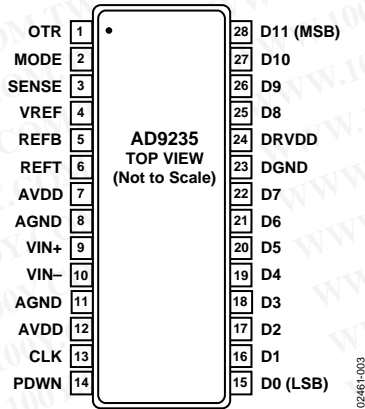 OTR 1
MODE 2
SENSE 3
VREF 4
REFB 5
REFT 6
AVDD 7
AGND 8
VIN+ 9
VIN– 10
AGND 11
AVDD 12
CLK 13
PDWN 14
AD9235
TOP VIEW
(Not to Scale)
28 D11 (MSB)
27 D10
26 D9
25 D8
24 DRVDD
23 DGND
22 D7
21 D6
20 D5
19 D4
18 D3
17 D2
16 D1
15 D0 (LSB)
02461-003